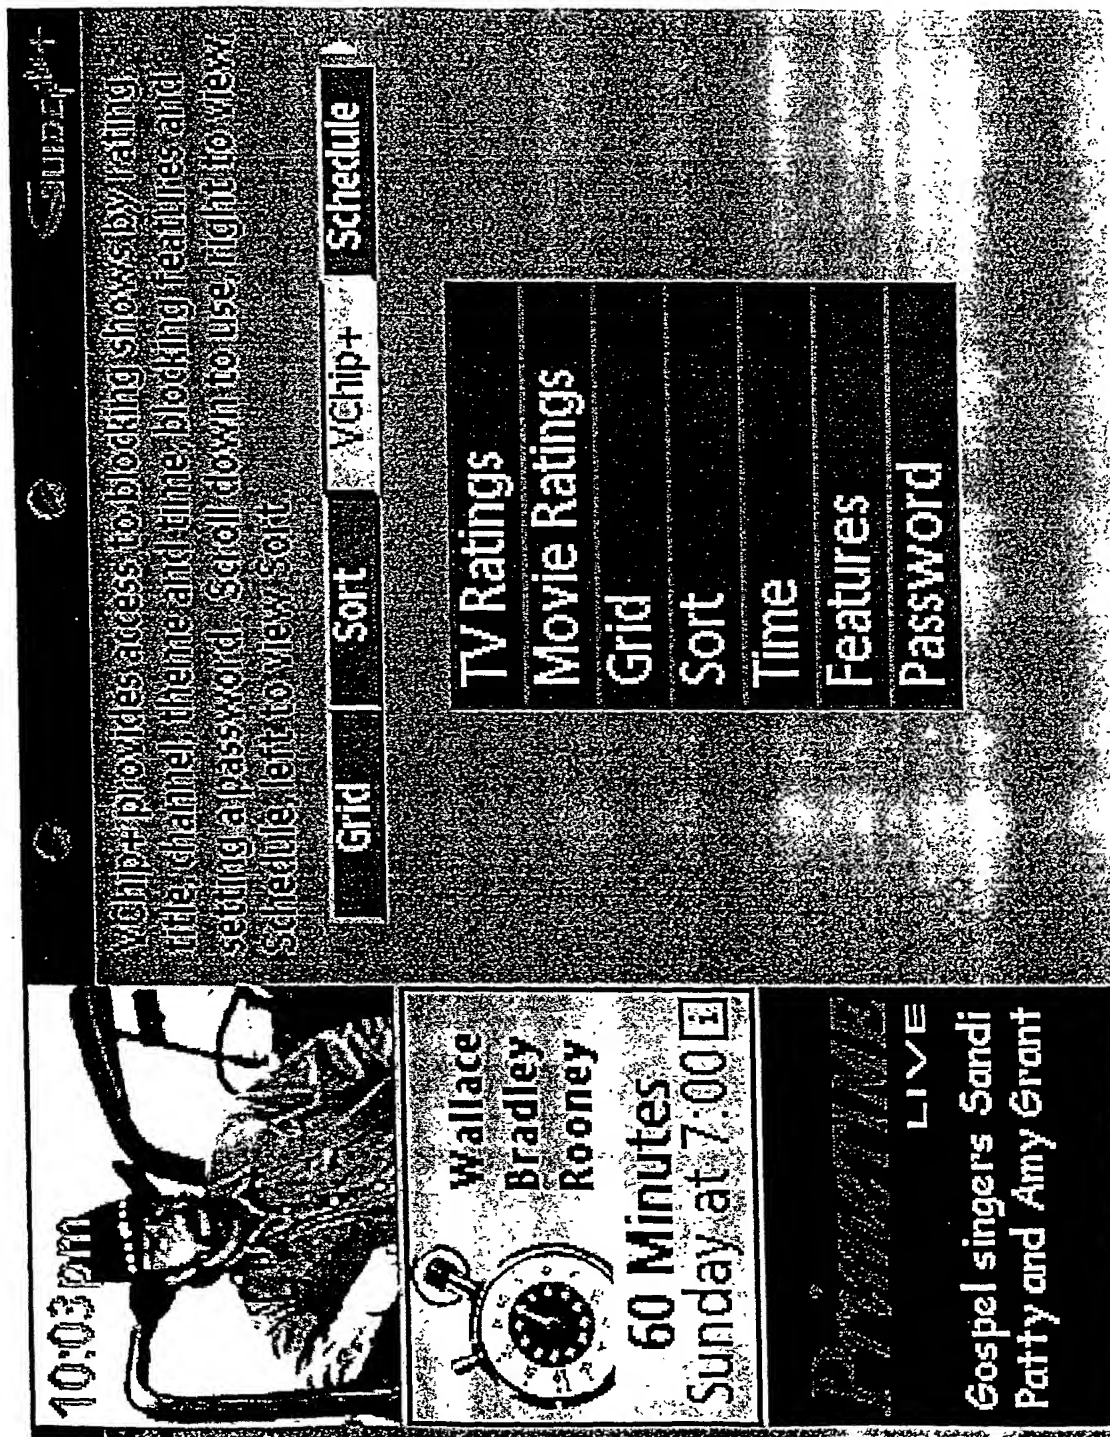 10:03pm
Wallace
Bradley
Rooney
60 Minutes
Sunday at 7:00 i
PrimeTIME
LIVE
Gospel singers Sandi
Patty and Amy Grant
VChip+ provides access to blocking shows by rating
title, channel, theme and time, blocking features and
setting a password. Scroll down to use, right to view
Schedule, left to view Sort.
Grid
Sort
VChip+
Schedule
TV Ratings
Movie Ratings
Grid
Sort
Time
Features
Password